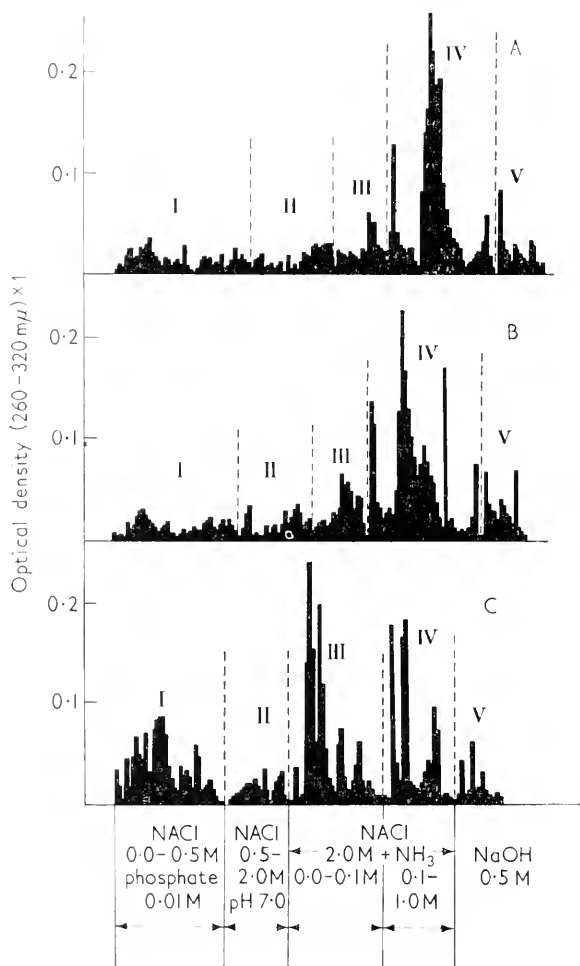 0·2
IV
A
0·1
I
II
III
V
0·2
B
IV
0·1
I
II
III
V
0·2
C
III
IV
0·1
I
II
V
Optical density (260–320 mμ)×1
NACl
0·0–0·5M
phosphate
0·01M
NACl
0·5–
2·0M
pH 7·0
NACl
2·0M + NH₃
0·0–0·1M
0·1–
1·0M
NaOH
0·5M